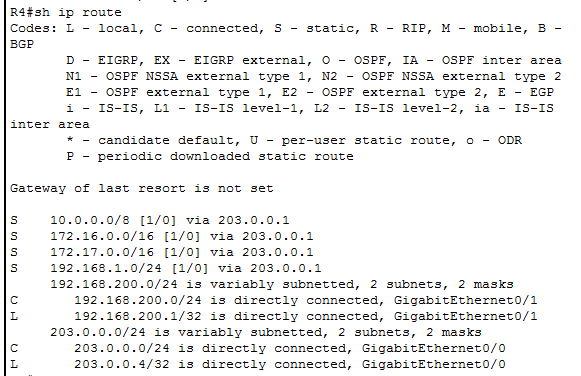 R4#sh ip route
Codes: L - local, C - connected, S - static, R - RIP, M - mobile, B -
BGP
D - EIGRP, EX - EIGRP external, O - OSPF, IA - OSPF inter area
N1 - OSPF NSSA external type 1, N2 - OSPF NSSA external type 2
E1 - OSPF external type 1, E2 - OSPF external type 2, E - EGP
i - IS-IS, L1 - IS-IS level-1, L2 - IS-IS level-2, ia - IS-IS
inter area
* - candidate default, U - per-user static route, o - ODR
P - periodic downloaded static route
Gateway of last resort is not set
S 10.0.0.0/8 [1/0] via 203.0.0.1
S 172.16.0.0/16 [1/0] via 203.0.0.1
S 172.17.0.0/16 [1/0] via 203.0.0.1
S 192.168.1.0/24 [1/0] via 203.0.0.1
192.168.200.0/24 is variably subnetted, 2 subnets, 2 masks
C 192.168.200.0/24 is directly connected, GigabitEthernet0/1
L 192.168.200.1/32 is directly connected, GigabitEthernet0/1
203.0.0.0/24 is variably subnetted, 2 subnets, 2 masks
C 203.0.0.0/24 is directly connected, GigabitEthernet0/0
L 203.0.0.4/32 is directly connected, GigabitEthernet0/0